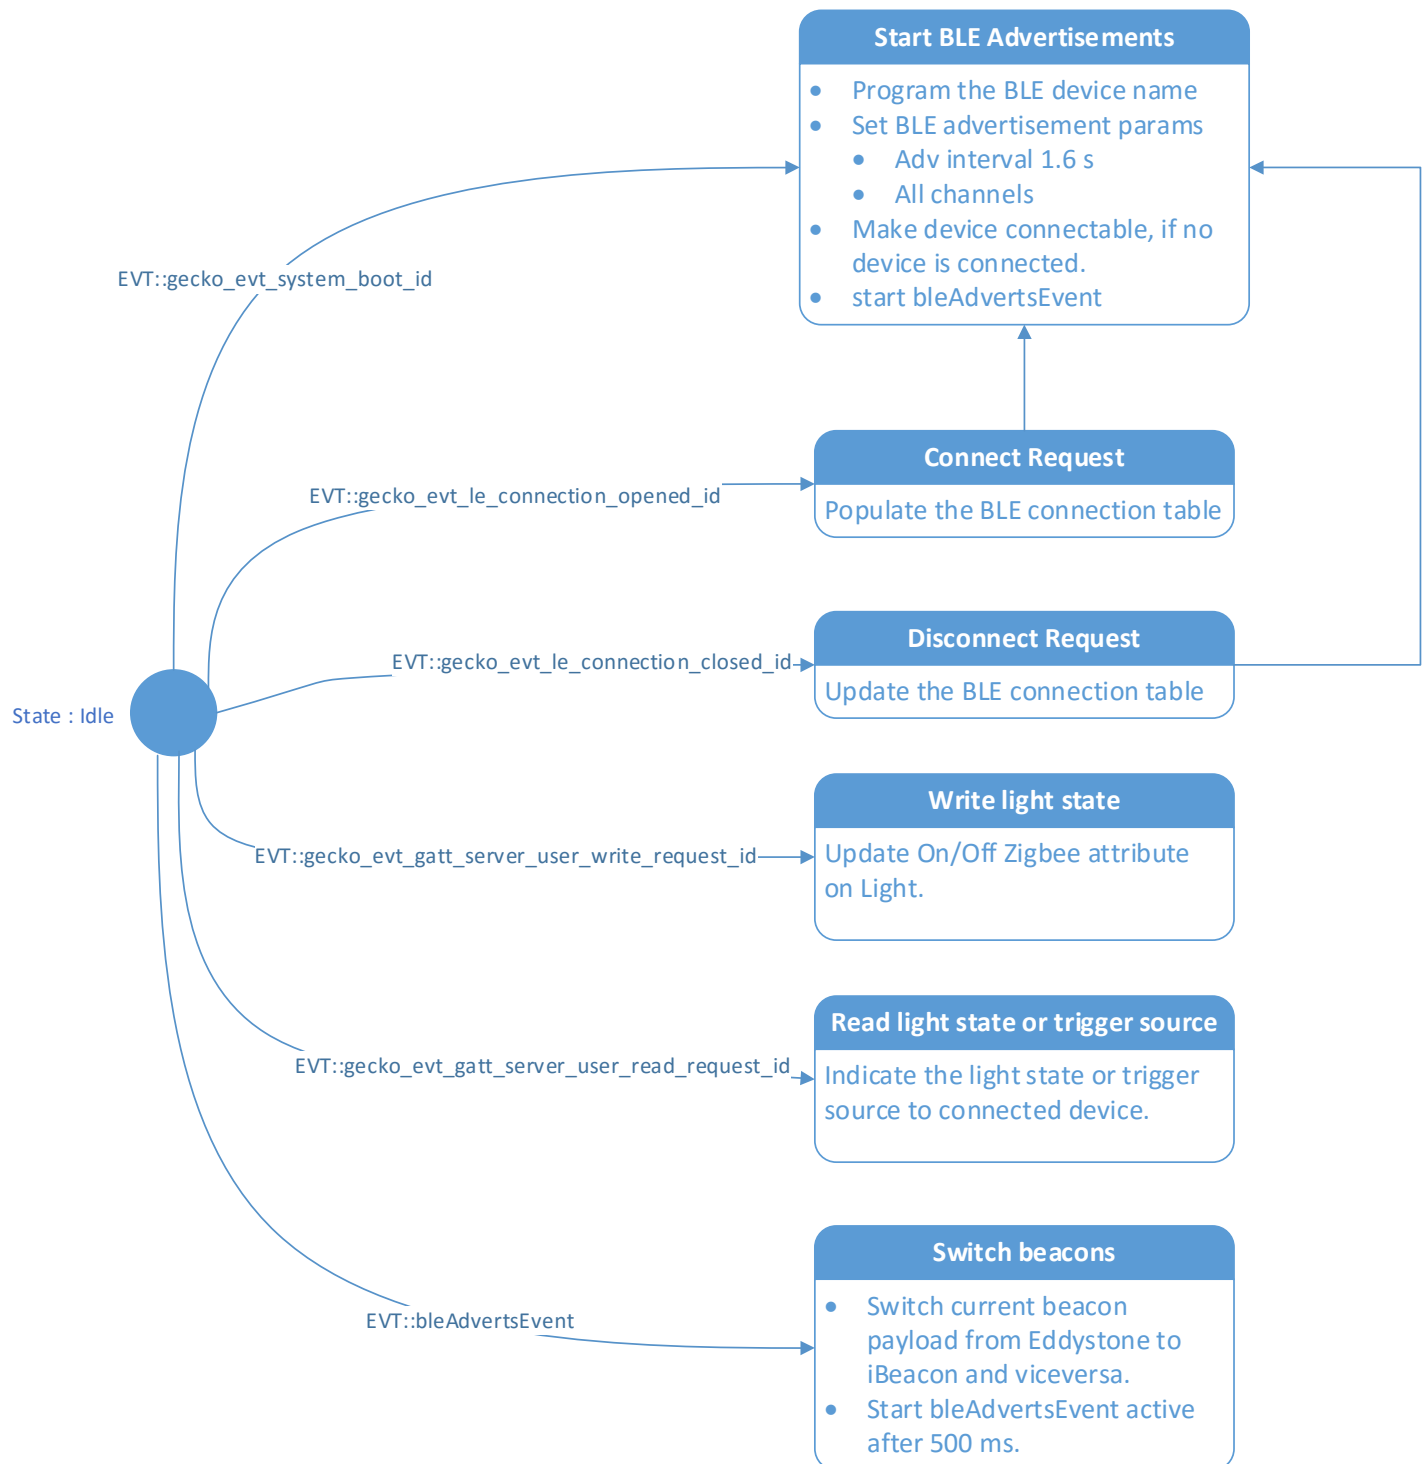 Start BLE Advertisements
• Program the BLE device name
• Set BLE advertisement params
• Adv interval 1.6 s
• All channels
• Make device connectable, if no
device is connected.
• start bleAdvertsEvent
EVT::gecko_evt_system_boot_id
Connect Request
EVT::gecko_evt_le_connection_opened_id
Populate the BLE connection table
Disconnect Request
EVT::gecko_evt_le_connection_closed_id
Update the BLE connection table
State : Idle
Write light state
EVT::gecko_evt_gatt_server_user_write_request_id
Update On/Off Zigbee attribute
on Light.
Read light state or trigger source
EVT::gecko_evt_gatt_server_user_read_request_id
Indicate the light state or trigger
source to connected device.
Switch beacons
EVT::bleAdvertsEvent
• Switch current beacon
payload from Eddystone to
iBeacon and viceversa.
• Start bleAdvertsEvent active
after 500 ms.